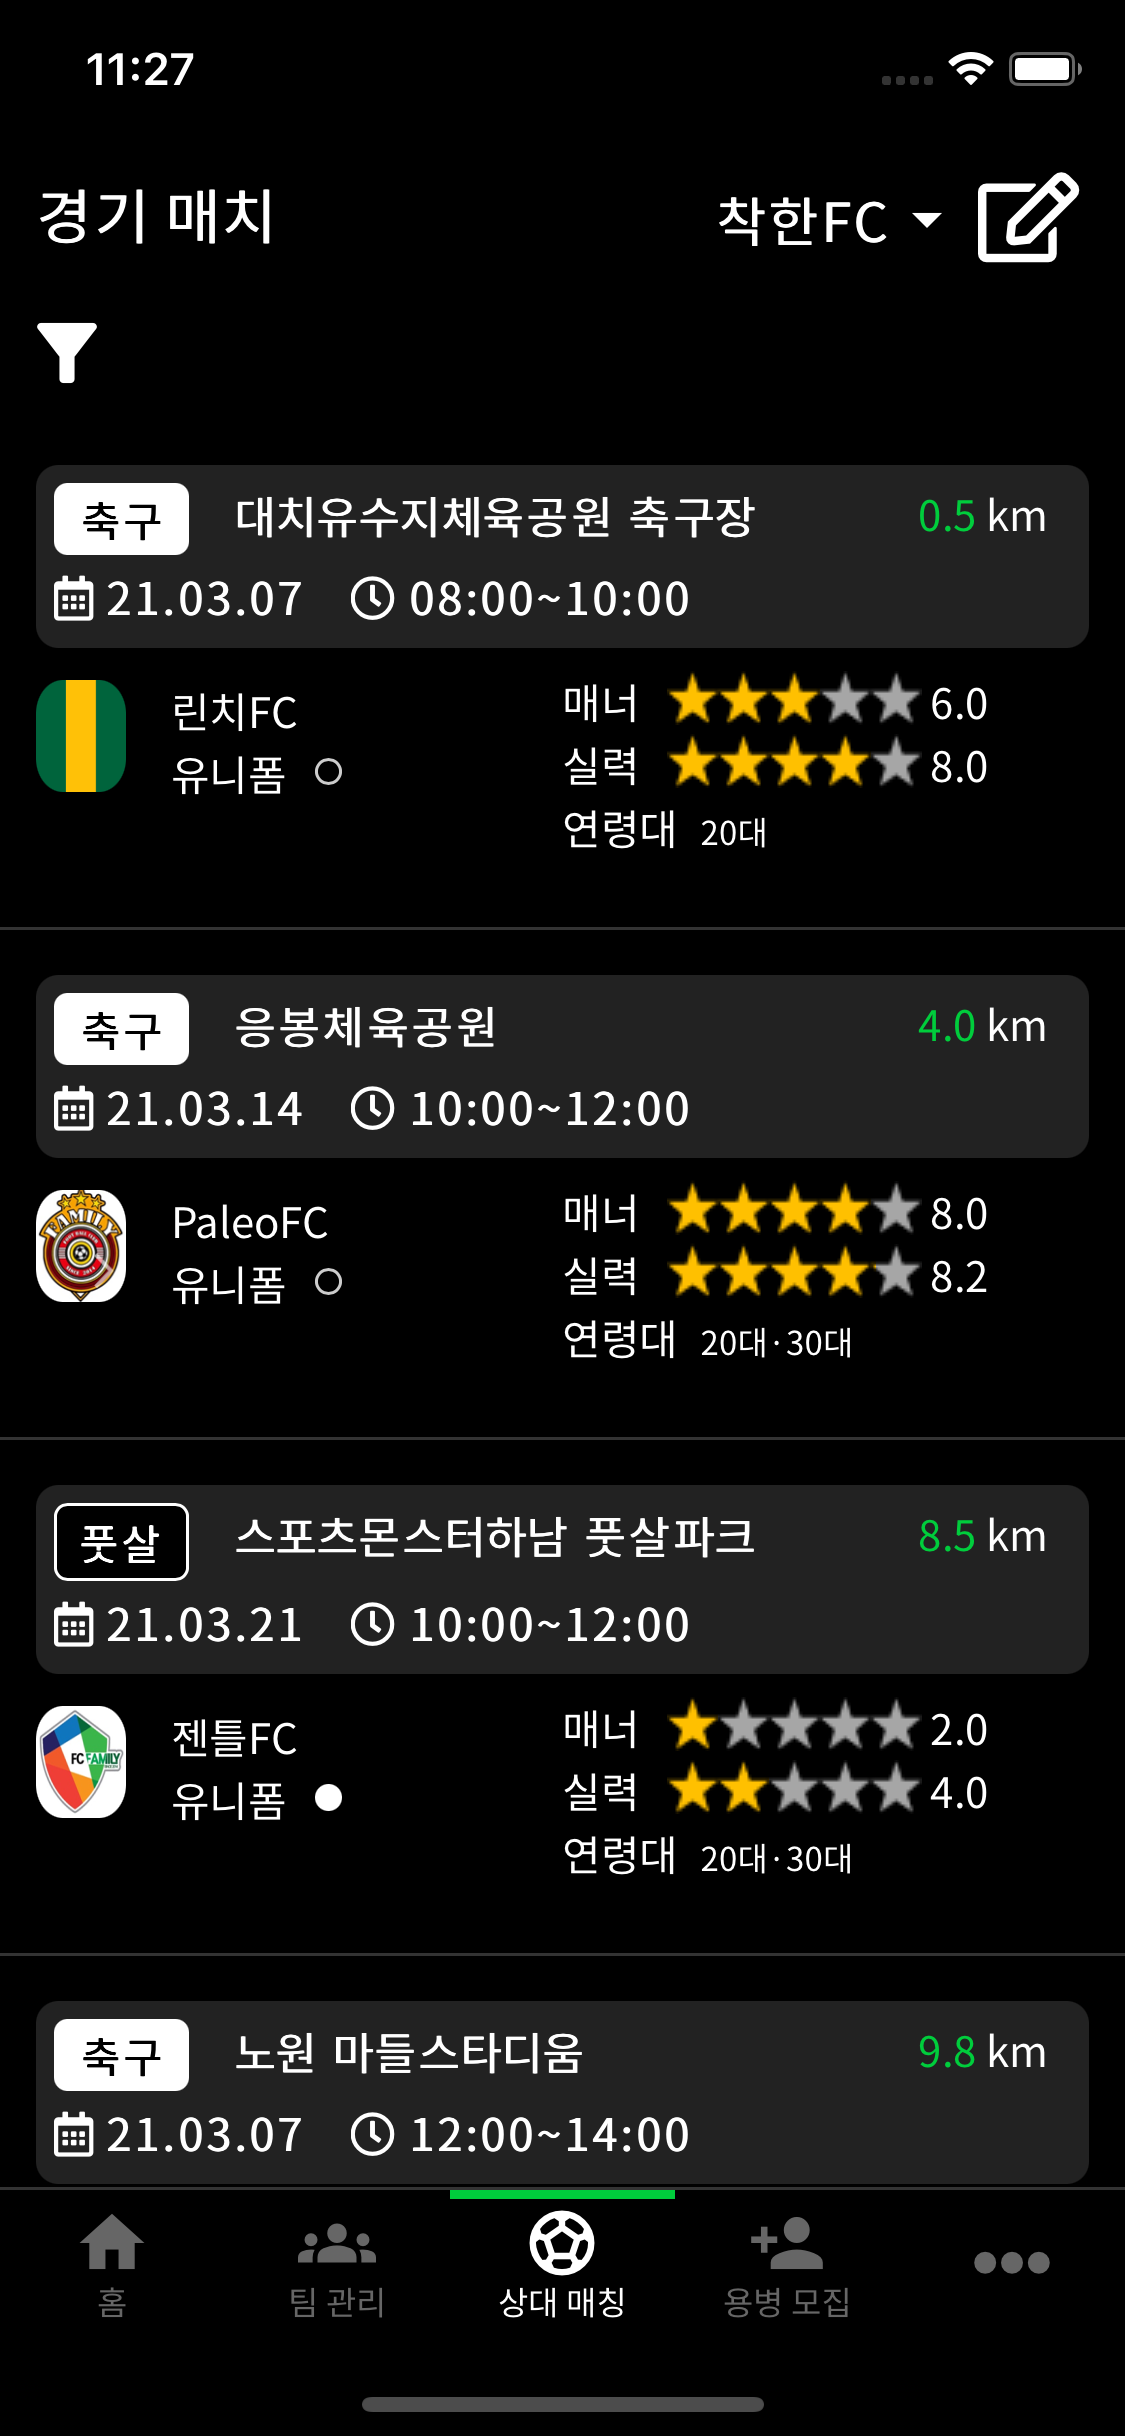 11:27
경기 매치
착한FC
축구 대치유수지체육공원 축구장 0.5 km
21.03.07 08:00~10:00
린치FC
유니폼
매너 6.0
실력 8.0
연령대 20대
축구 응봉체육공원 4.0 km
21.03.14 10:00~12:00
FAMILY
PaleoFC
유니폼
매너 8.0
실력 8.2
연령대 20대·30대
풋살 스포츠몬스터하남 풋살파크 8.5 km
21.03.21 10:00~12:00
FC FAMILY
젠틀FC
유니폼
매너 2.0
실력 4.0
연령대 20대·30대
축구 노원 마들스타디움 9.8 km
21.03.07 12:00~14:00
홈 팀 관리 상대 매칭 용병 모집